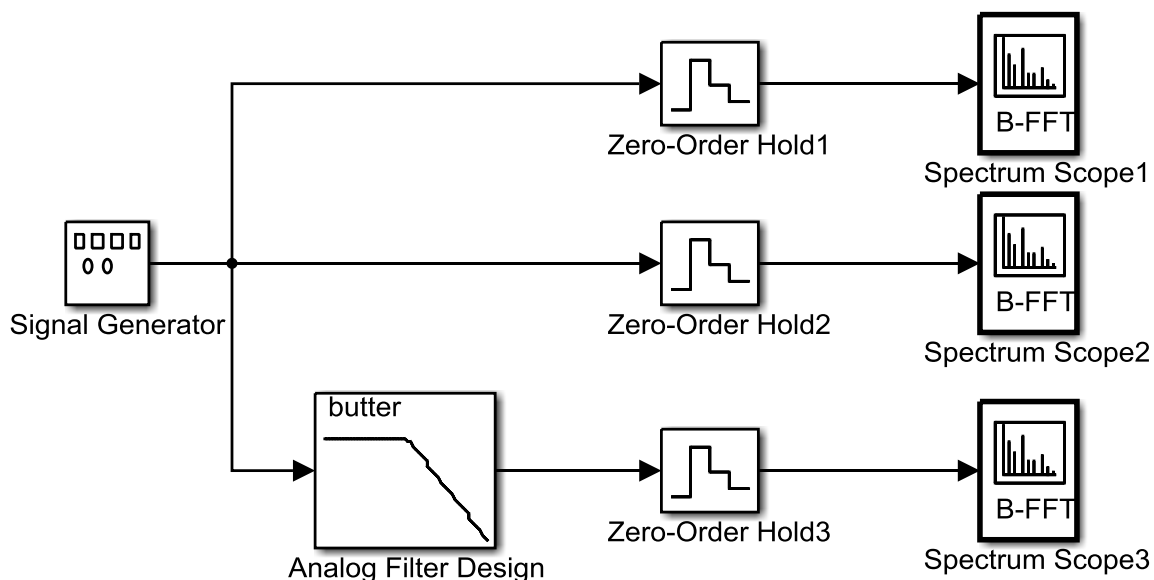 B-FFT
Zero-Order Hold1
Spectrum Scope1
B-FFT
Signal Generator
Zero-Order Hold2
Spectrum Scope2
butter
B-FFT
Zero-Order Hold3
Analog Filter Design
Spectrum Scope3